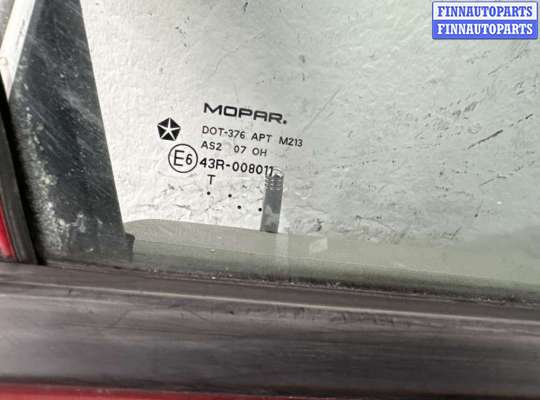 FINNAUTOPARTS
FINNAUTOPARTS
MOPAR.
DOT-376 APT M213
AS2 07 OH
E6 43R-008011
T